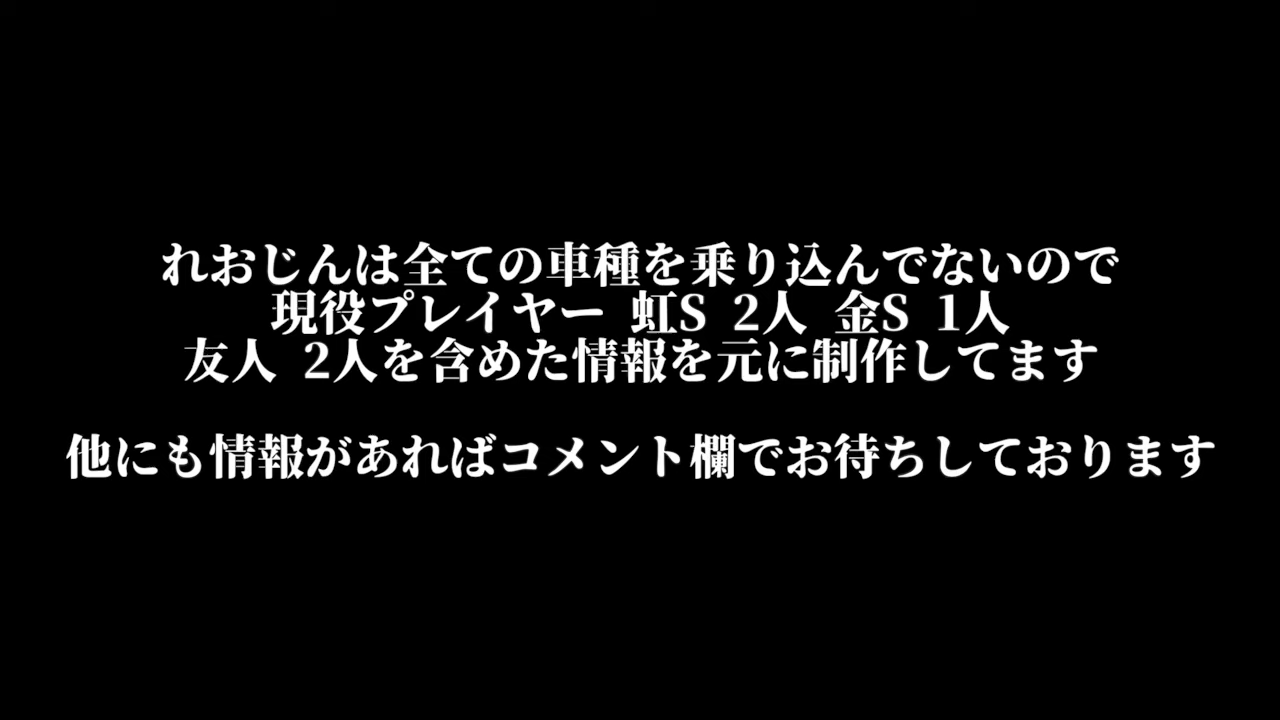 れおじんは全ての車種を乗り込んでないので
現役プレイヤー 虹S 2人 金S 1人
友人 2人を含めた情報を元に制作してます
他にも情報があればコメント欄でお待ちしております